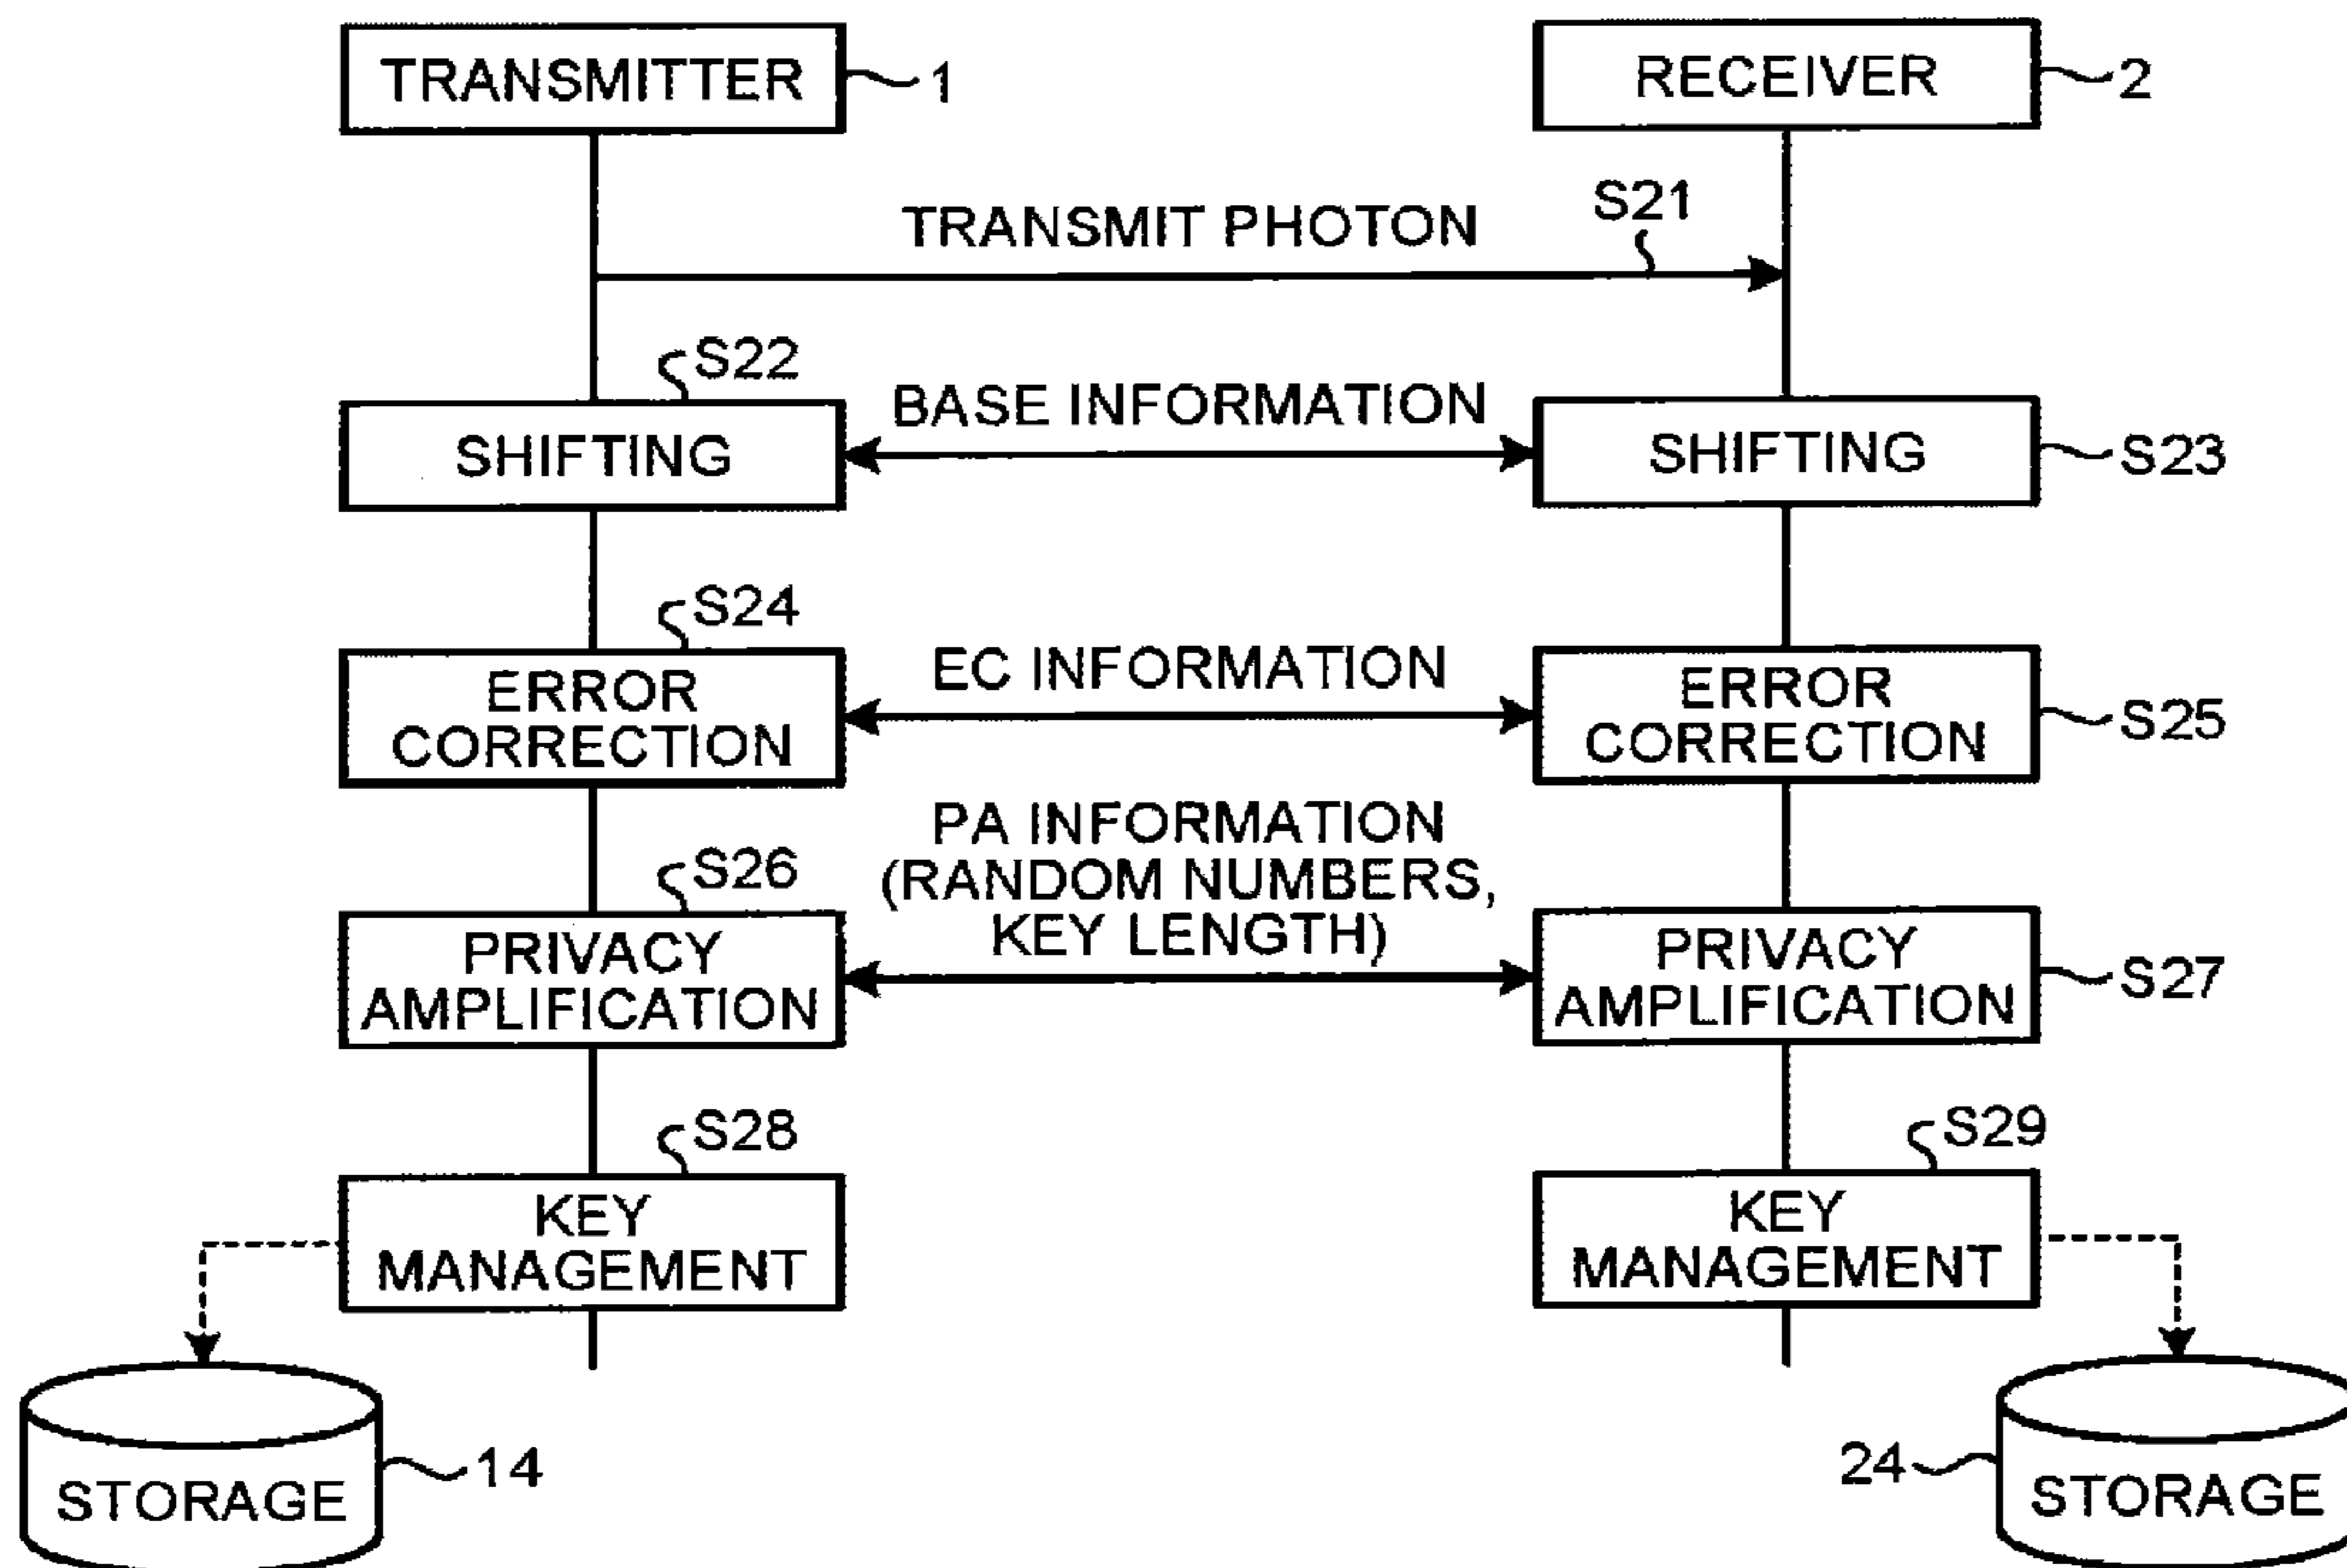 TRANSMITTER
1
RECEIVER
2
TRANSMIT PHOTON
S21
S22
SHIFTING
BASE INFORMATION
SHIFTING
S23
S24
ERROR
CORRECTION
EC INFORMATION
ERROR
CORRECTION
S25
PA INFORMATION
(RANDOM NUMBERS,
KEY LENGTH)
S26
PRIVACY
AMPLIFICATION
PRIVACY
AMPLIFICATION
S27
S28
KEY
MANAGEMENT
S29
KEY
MANAGEMENT
STORAGE
14
24
STORAGE